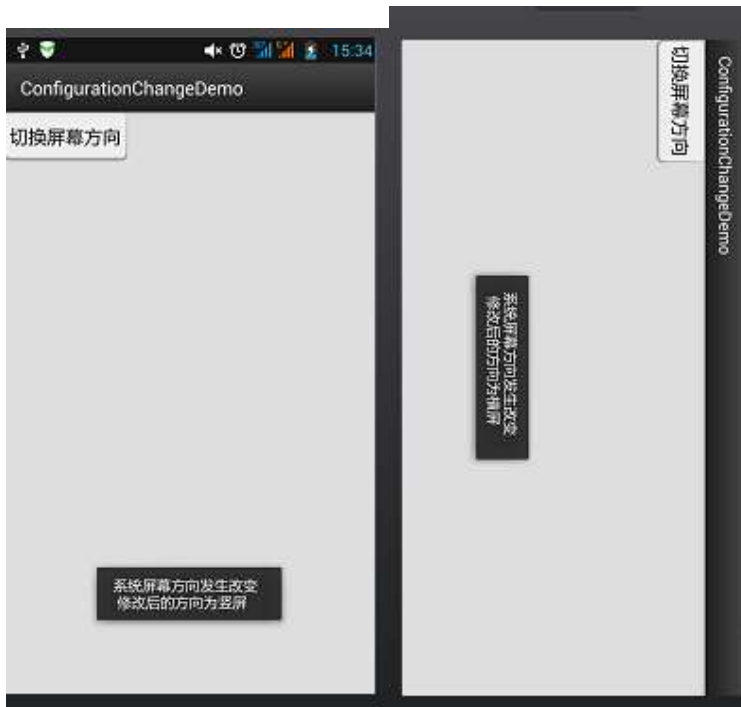 15:34
ConfigurationChangeDemo
切换屏幕方向
系统屏幕方向发生改变
修改后的方向为竖屏
ConfigurationChangeDemo
切换屏幕方向
系统屏幕方向发生改变
修改后的方向为横屏